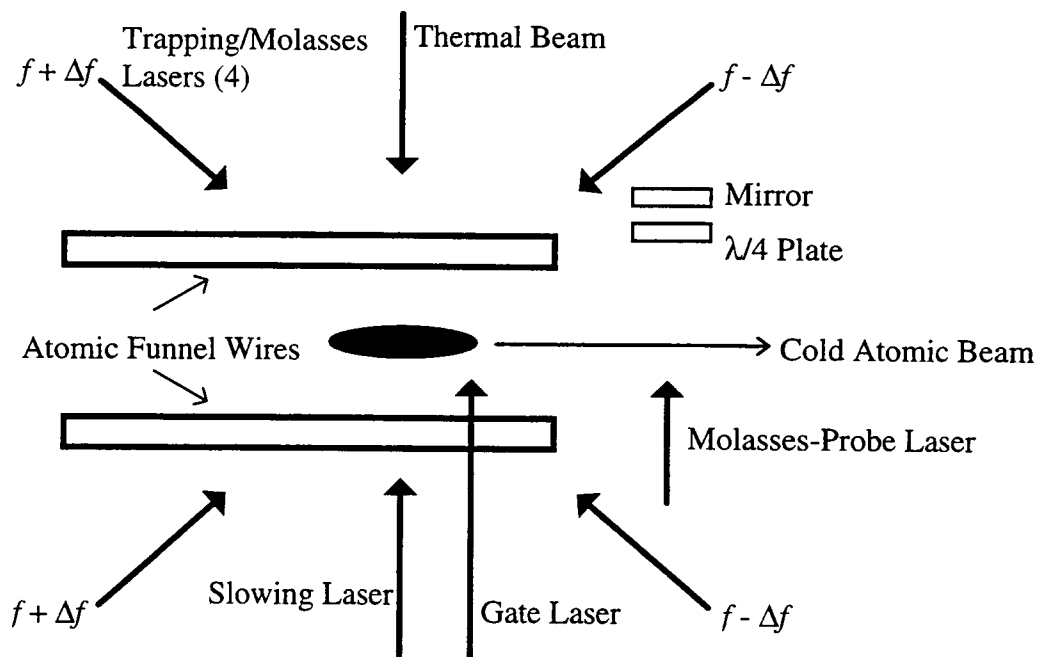 Trapping/Molasses
Lasers (4)
Thermal Beam
f + Δf
f - Δf
Mirror
λ/4 Plate
Atomic Funnel Wires
Cold Atomic Beam
Molasses-Probe Laser
Slowing Laser
Gate Laser
f + Δf
f - Δf